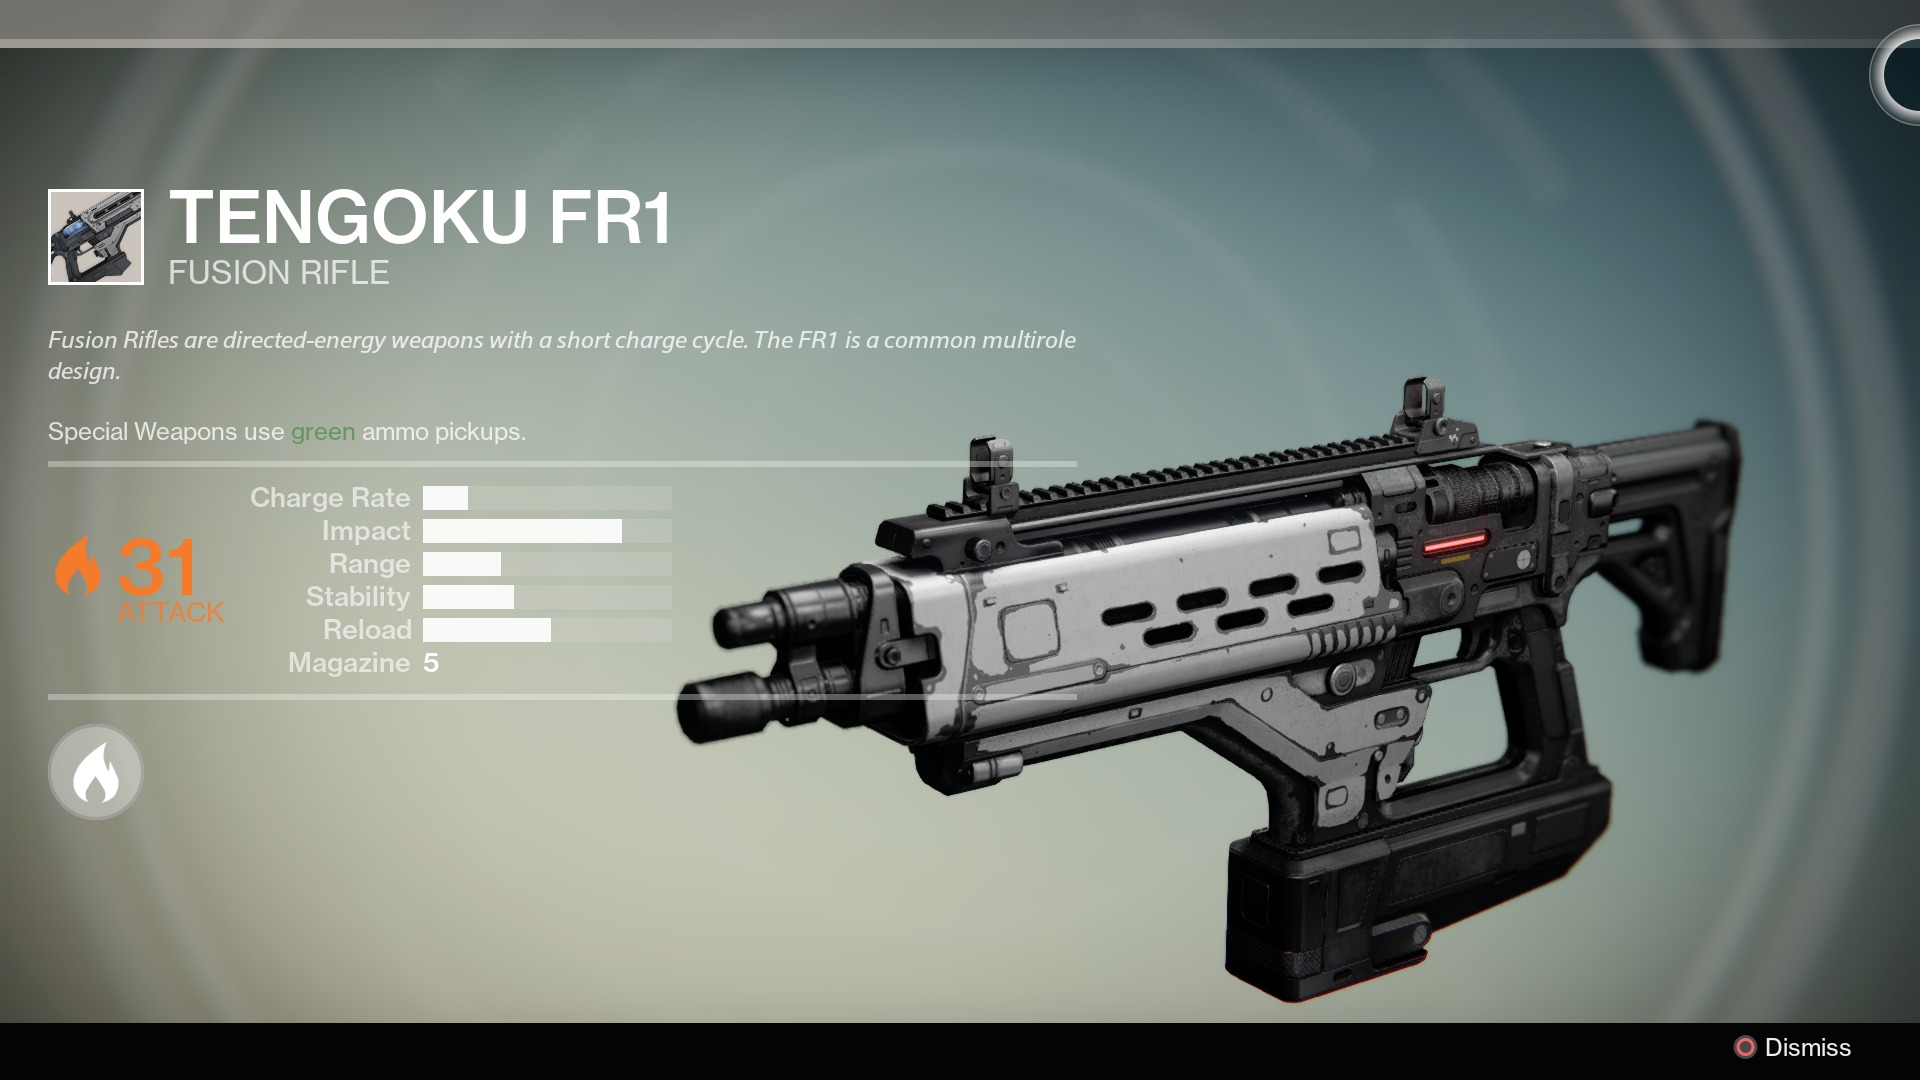 TENGOKU FR1
FUSION RIFLE
Fusion Rifles are directed-energy weapons with a short charge cycle. The FR1 is a common multirole
design.
Special Weapons use green ammo pickups.
31
ATTACK
Charge Rate
Impact
Range
Stability
Reload
Magazine 5
Dismiss